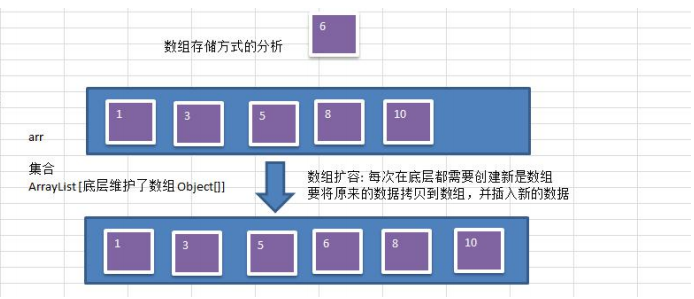 6
数组存储方式的分析
1 3 5 8 10
arr
集合
ArrayList [底层维护了数组 Object[]]
数组扩容: 每次在底层都需要创建新是数组
要将原来的数据拷贝到数组，并插入新的数据
1 3 5 6 8 10